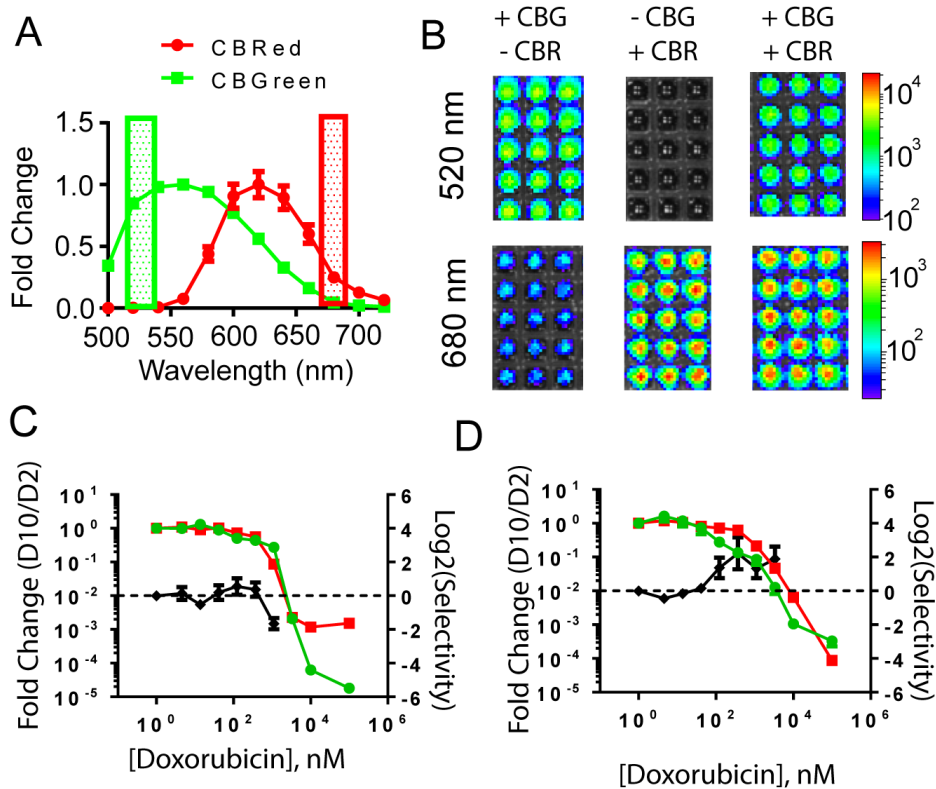 A
CBRed
CBGreen
Fold Change
1.5
1.0
0.5
0.0
500 550 600 650 700
Wavelength (nm)
B
+ CBG - CBG + CBG
- CBR + CBR + CBR
520 nm
10^4
10^3
10^2
680 nm
10^3
10^2
C
Fold Change (D10/D2)
10^1
10^0
10^-1
10^-2
10^-3
10^-4
10^-5
6
4
2
0
-2
-4
-6
Log2(Selectivity)
10^0 10^2 10^4 10^6
[Doxorubicin], nM
D
Fold Change (D10/D2)
10^1
10^0
10^-1
10^-2
10^-3
10^-4
10^-5
6
4
2
0
-2
-4
-6
Log2(Selectivity)
10^0 10^2 10^4 10^6
[Doxorubicin], nM